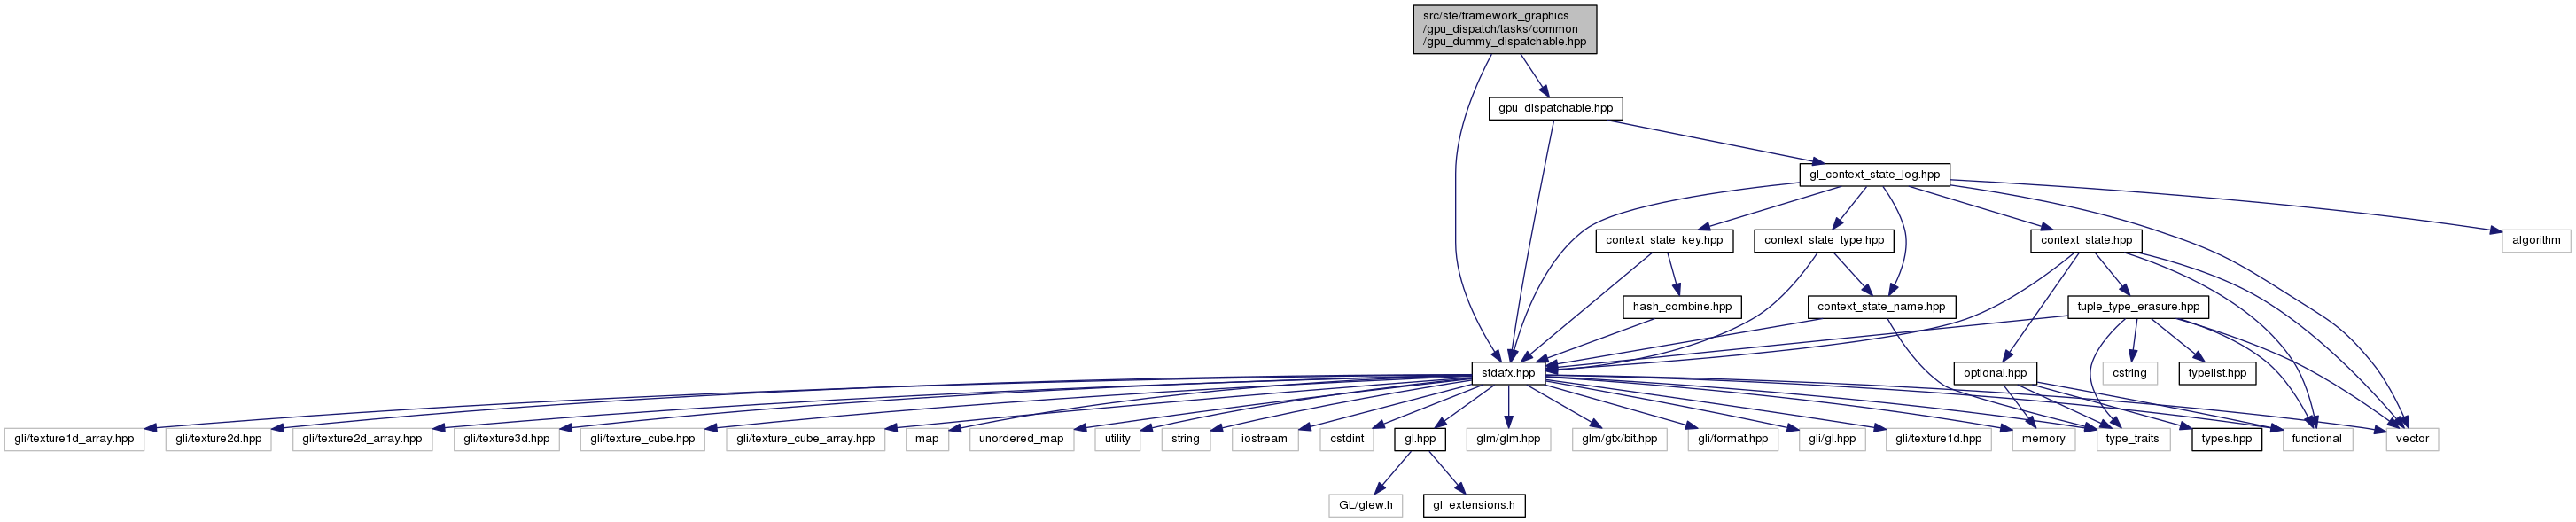 src/ste/framework_graphics
/gpu_dispatch/tasks/common
/gpu_dummy_dispatchable.hpp
gpu_dispatchable.hpp
gl_context_state_log.hpp
context_state_key.hpp
context_state_type.hpp
context_state.hpp
algorithm
hash_combine.hpp
context_state_name.hpp
tuple_type_erasure.hpp
stdafx.hpp
optional.hpp
cstring
typelist.hpp
gli/texture1d_array.hpp
gli/texture2d.hpp
gli/texture2d_array.hpp
gli/texture3d.hpp
gli/texture_cube.hpp
gli/texture_cube_array.hpp
map
unordered_map
utility
string
iostream
cstdint
gl.hpp
glm/glm.hpp
glm/gtx/bit.hpp
gli/format.hpp
gli/gl.hpp
gli/texture1d.hpp
memory
type_traits
types.hpp
functional
vector
GL/glew.h
gl_extensions.h